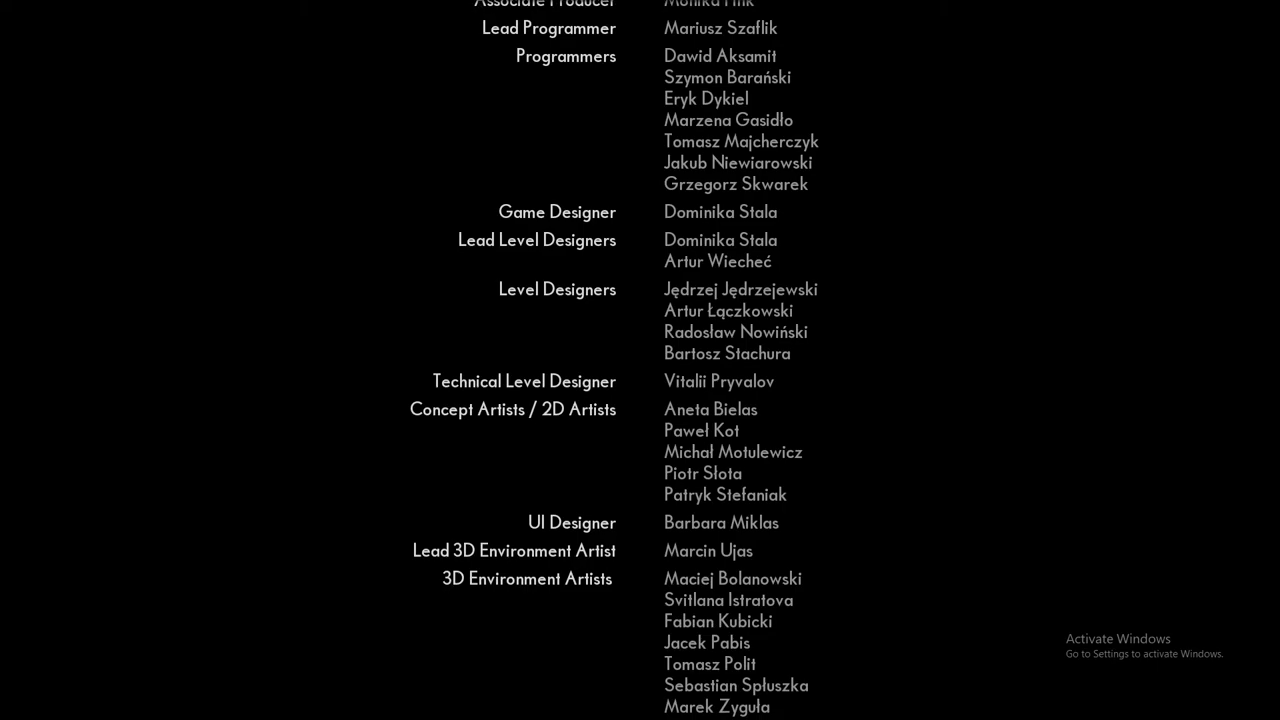 Associate Producer Monika Fink
Lead Programmer Mariusz Szaflik
Programmers Dawid Aksamit
Szymon Barański
Eryk Dykiel
Marzena Gasidło
Tomasz Majcherczyk
Jakub Niewiarowski
Grzegorz Skwarek
Game Designer Dominika Stala
Lead Level Designers Dominika Stala
Artur Wiecheć
Level Designers Jędrzej Jędrzejewski
Artur Łączkowski
Radosław Nowiński
Bartosz Stachura
Technical Level Designer Vitalii Pryvalov
Concept Artists / 2D Artists Aneta Bielas
Paweł Kot
Michał Motulewicz
Piotr Słota
Patryk Stefaniak
UI Designer Barbara Miklas
Lead 3D Environment Artist Marcin Ujas
3D Environment Artists Maciej Bolanowski
Svitlana Istratova
Fabian Kubicki
Jacek Pabis
Tomasz Polit
Sebastian Spłuszka
Marek Zyguła
Activate Windows
Go to Settings to activate Windows.